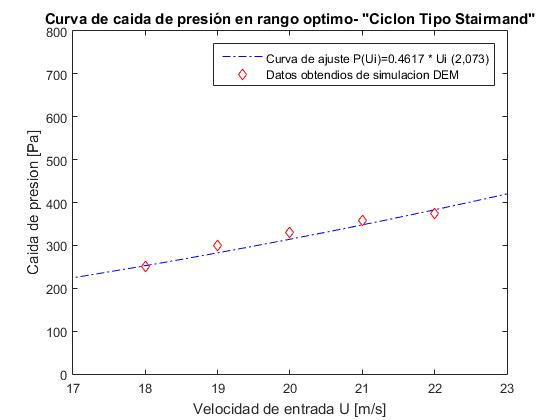 Curva de caida de presión en rango optimo- "Ciclon Tipo Stairmand"
800
700
600
500
400
300
200
100
0
Caida de presion [Pa]
Curva de ajuste P(Ui)=0.4617 * Ui (2,073)
Datos obtendios de simulacion DEM
17 18 19 20 21 22 23
Velocidad de entrada U [m/s]